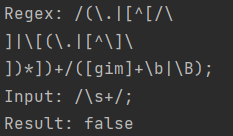 Regex: /(\.|[^[/\
]|\[(\.|[^\]\
])*])+/([gim]+\b|\B);
Input: /\s+/;
Result: false